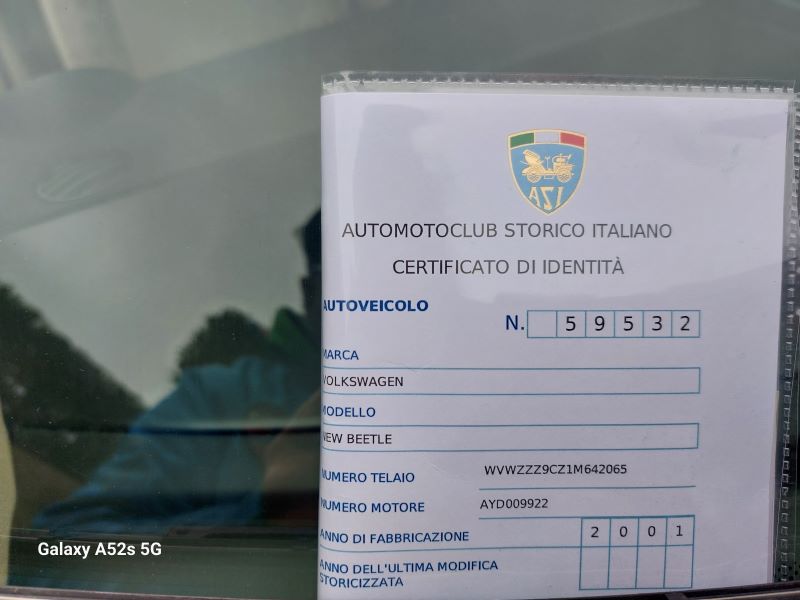 ASI
AUTOMOTOCLUB STORICO ITALIANO
CERTIFICATO DI IDENTITÀ
AUTOVEICOLO
N. 59532
MARCA
VOLKSWAGEN
MODELLO
NEW BEETLE
NUMERO TELAIO WVWZZZ9CZ1M642065
NUMERO MOTORE AYD009922
ANNO DI FABBRICAZIONE 2001
ANNO DELL'ULTIMA MODIFICA
STORICIZZATA
Galaxy A52s 5G